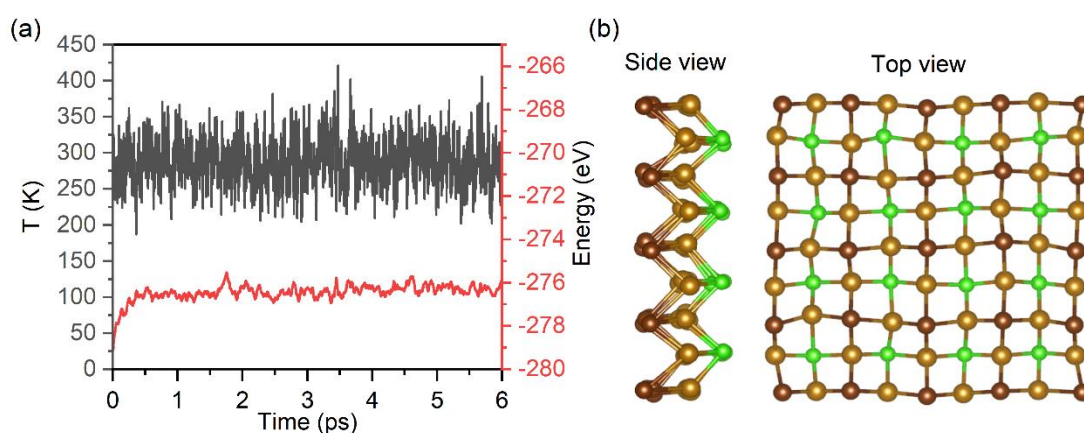 (a)
450
400
350
300
250
200
150
100
50
0
T (K)
0 1 2 3 4 5 6
Time (ps)
-266
-268
-270
-272
-274
-276
-278
-280
Energy (eV)
(b)
Side view
Top view